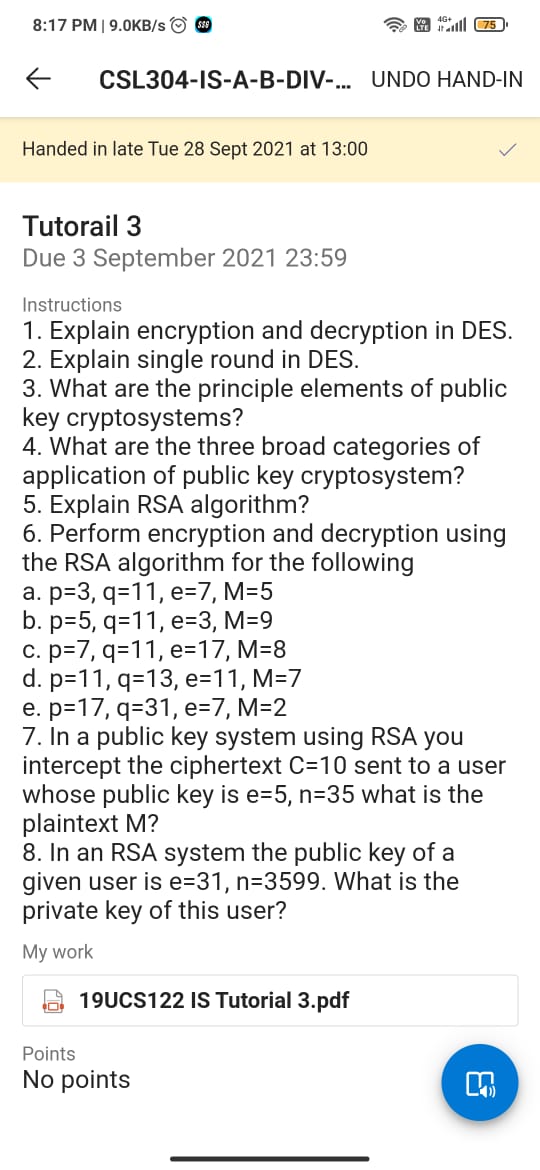 8:17 PM | 9.0KB/s
SSG
Vo
LTE
4G+
75
CSL304-IS-A-B-DIV-...
UNDO HAND-IN
Handed in late Tue 28 Sept 2021 at 13:00
Tutorail 3
Due 3 September 2021 23:59
Instructions
1. Explain encryption and decryption in DES.
2. Explain single round in DES.
3. What are the principle elements of public
key cryptosystems?
4. What are the three broad categories of
application of public key cryptosystem?
5. Explain RSA algorithm?
6. Perform encryption and decryption using
the RSA algorithm for the following
a. p=3, q=11, e=7, M=5
b. p=5, q=11, e=3, M=9
c. p=7, q=11, e=17, M=8
d. p=11, q=13, e=11, M=7
e. p=17, q=31, e=7, M=2
7. In a public key system using RSA you
intercept the ciphertext C=10 sent to a user
whose public key is e=5, n=35 what is the
plaintext M?
8. In an RSA system the public key of a
given user is e=31, n=3599. What is the
private key of this user?
My work
19UCS122 IS Tutorial 3.pdf
Points
No points